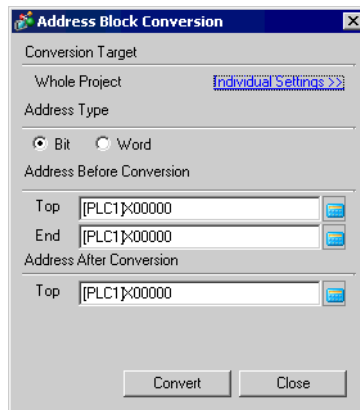 Address Block Conversion
Conversion Target
Whole Project Individual Settings >>
Address Type
Bit Word
Address Before Conversion
Top [PLC1]X00000
End [PLC1]X00000
Address After Conversion
Top [PLC1]X00000
Convert Close